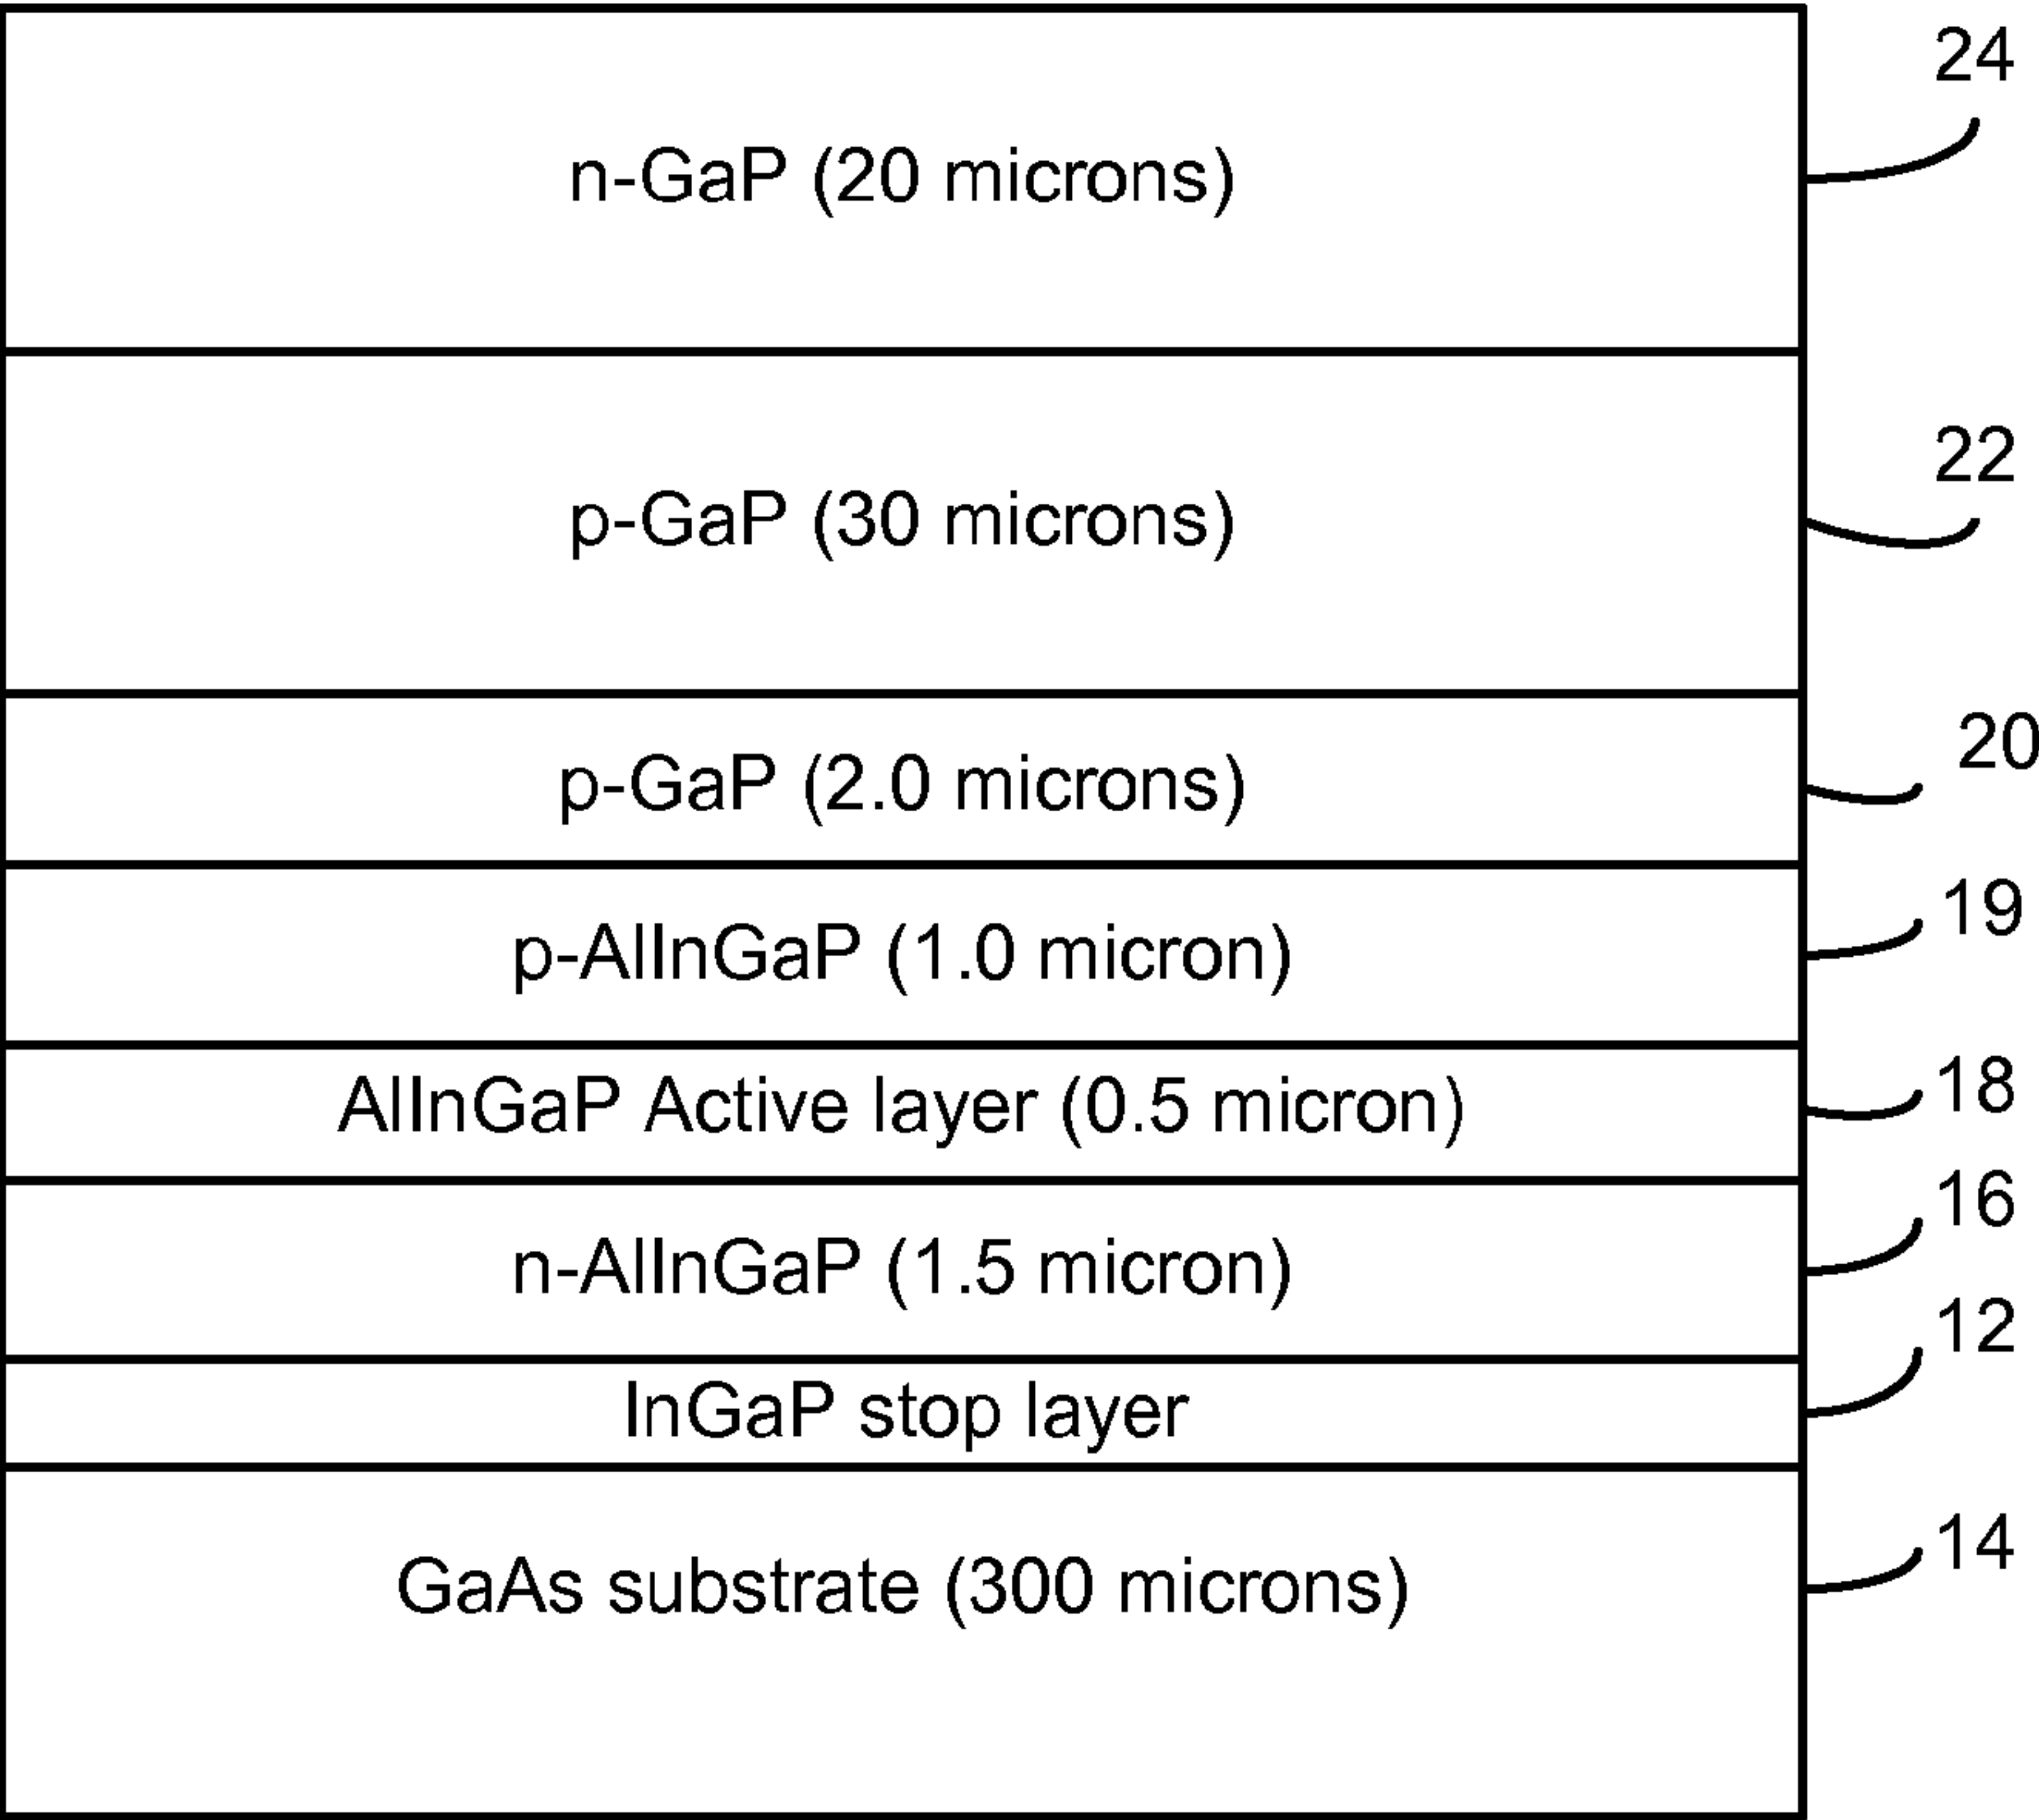 24
n-GaP (20 microns)
22
p-GaP (30 microns)
20
p-GaP (2.0 microns)
19
p-AlInGaP (1.0 micron)
18
AlInGaP Active layer (0.5 micron)
16
n-AlInGaP (1.5 micron)
12
InGaP stop layer
14
GaAs substrate (300 microns)